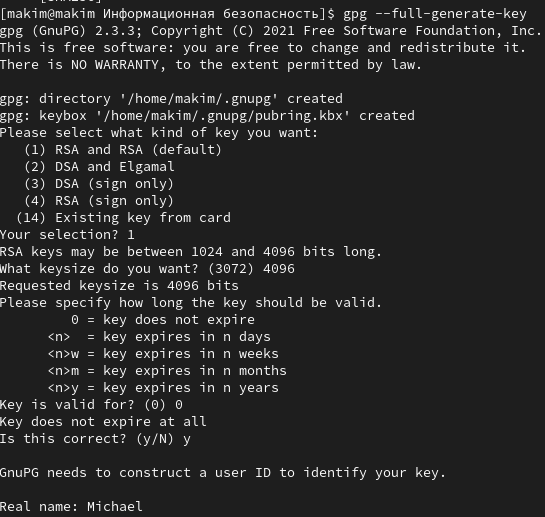 [makim@makim Информационная безопасность]$ gpg --full-generate-key
gpg (GnuPG) 2.3.3; Copyright (C) 2021 Free Software Foundation, Inc.
This is free software: you are free to change and redistribute it.
There is NO WARRANTY, to the extent permitted by law.
gpg: directory '/home/makim/.gnupg' created
gpg: keybox '/home/makim/.gnupg/pubring.kbx' created
Please select what kind of key you want:
   (1) RSA and RSA (default)
   (2) DSA and Elgamal
   (3) DSA (sign only)
   (4) RSA (sign only)
  (14) Existing key from card
Your selection? 1
RSA keys may be between 1024 and 4096 bits long.
What keysize do you want? (3072) 4096
Requested keysize is 4096 bits
Please specify how long the key should be valid.
         0 = key does not expire
      <n>  = key expires in n days
      <n>w = key expires in n weeks
      <n>m = key expires in n months
      <n>y = key expires in n years
Key is valid for? (0) 0
Key does not expire at all
Is this correct? (y/N) y
GnuPG needs to construct a user ID to identify your key.
Real name: Michael